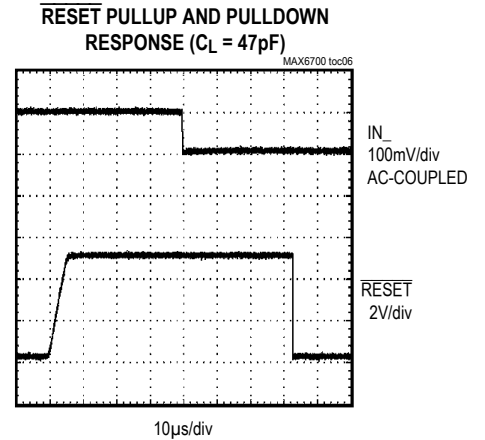 RESET PULLUP AND PULLDOWN
RESPONSE (CL = 47pF)
MAX6700 toc06
IN_
100mV/div
AC-COUPLED
RESET
2V/div
10µs/div